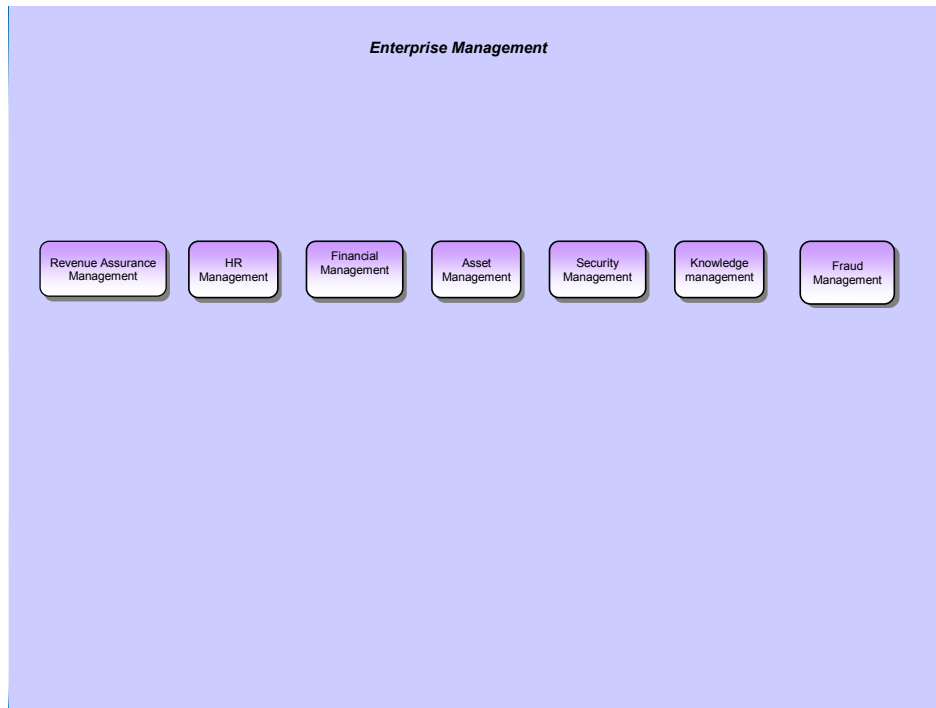 Enterprise Management
Revenue Assurance
Management
HR
Management
Financial
Management
Asset
Management
Security
Management
Knowledge
management
Fraud
Management